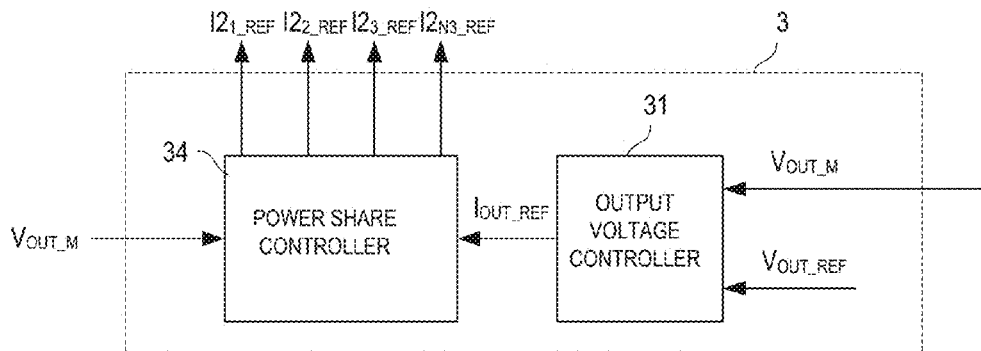 I2₁_REF I2₂_REF I2₃_REF I2N3_REF
3
34
31
POWER SHARE
CONTROLLER
OUTPUT
VOLTAGE
CONTROLLER
IOUT_REF
VOUT_M
VOUT_M
VOUT_REF